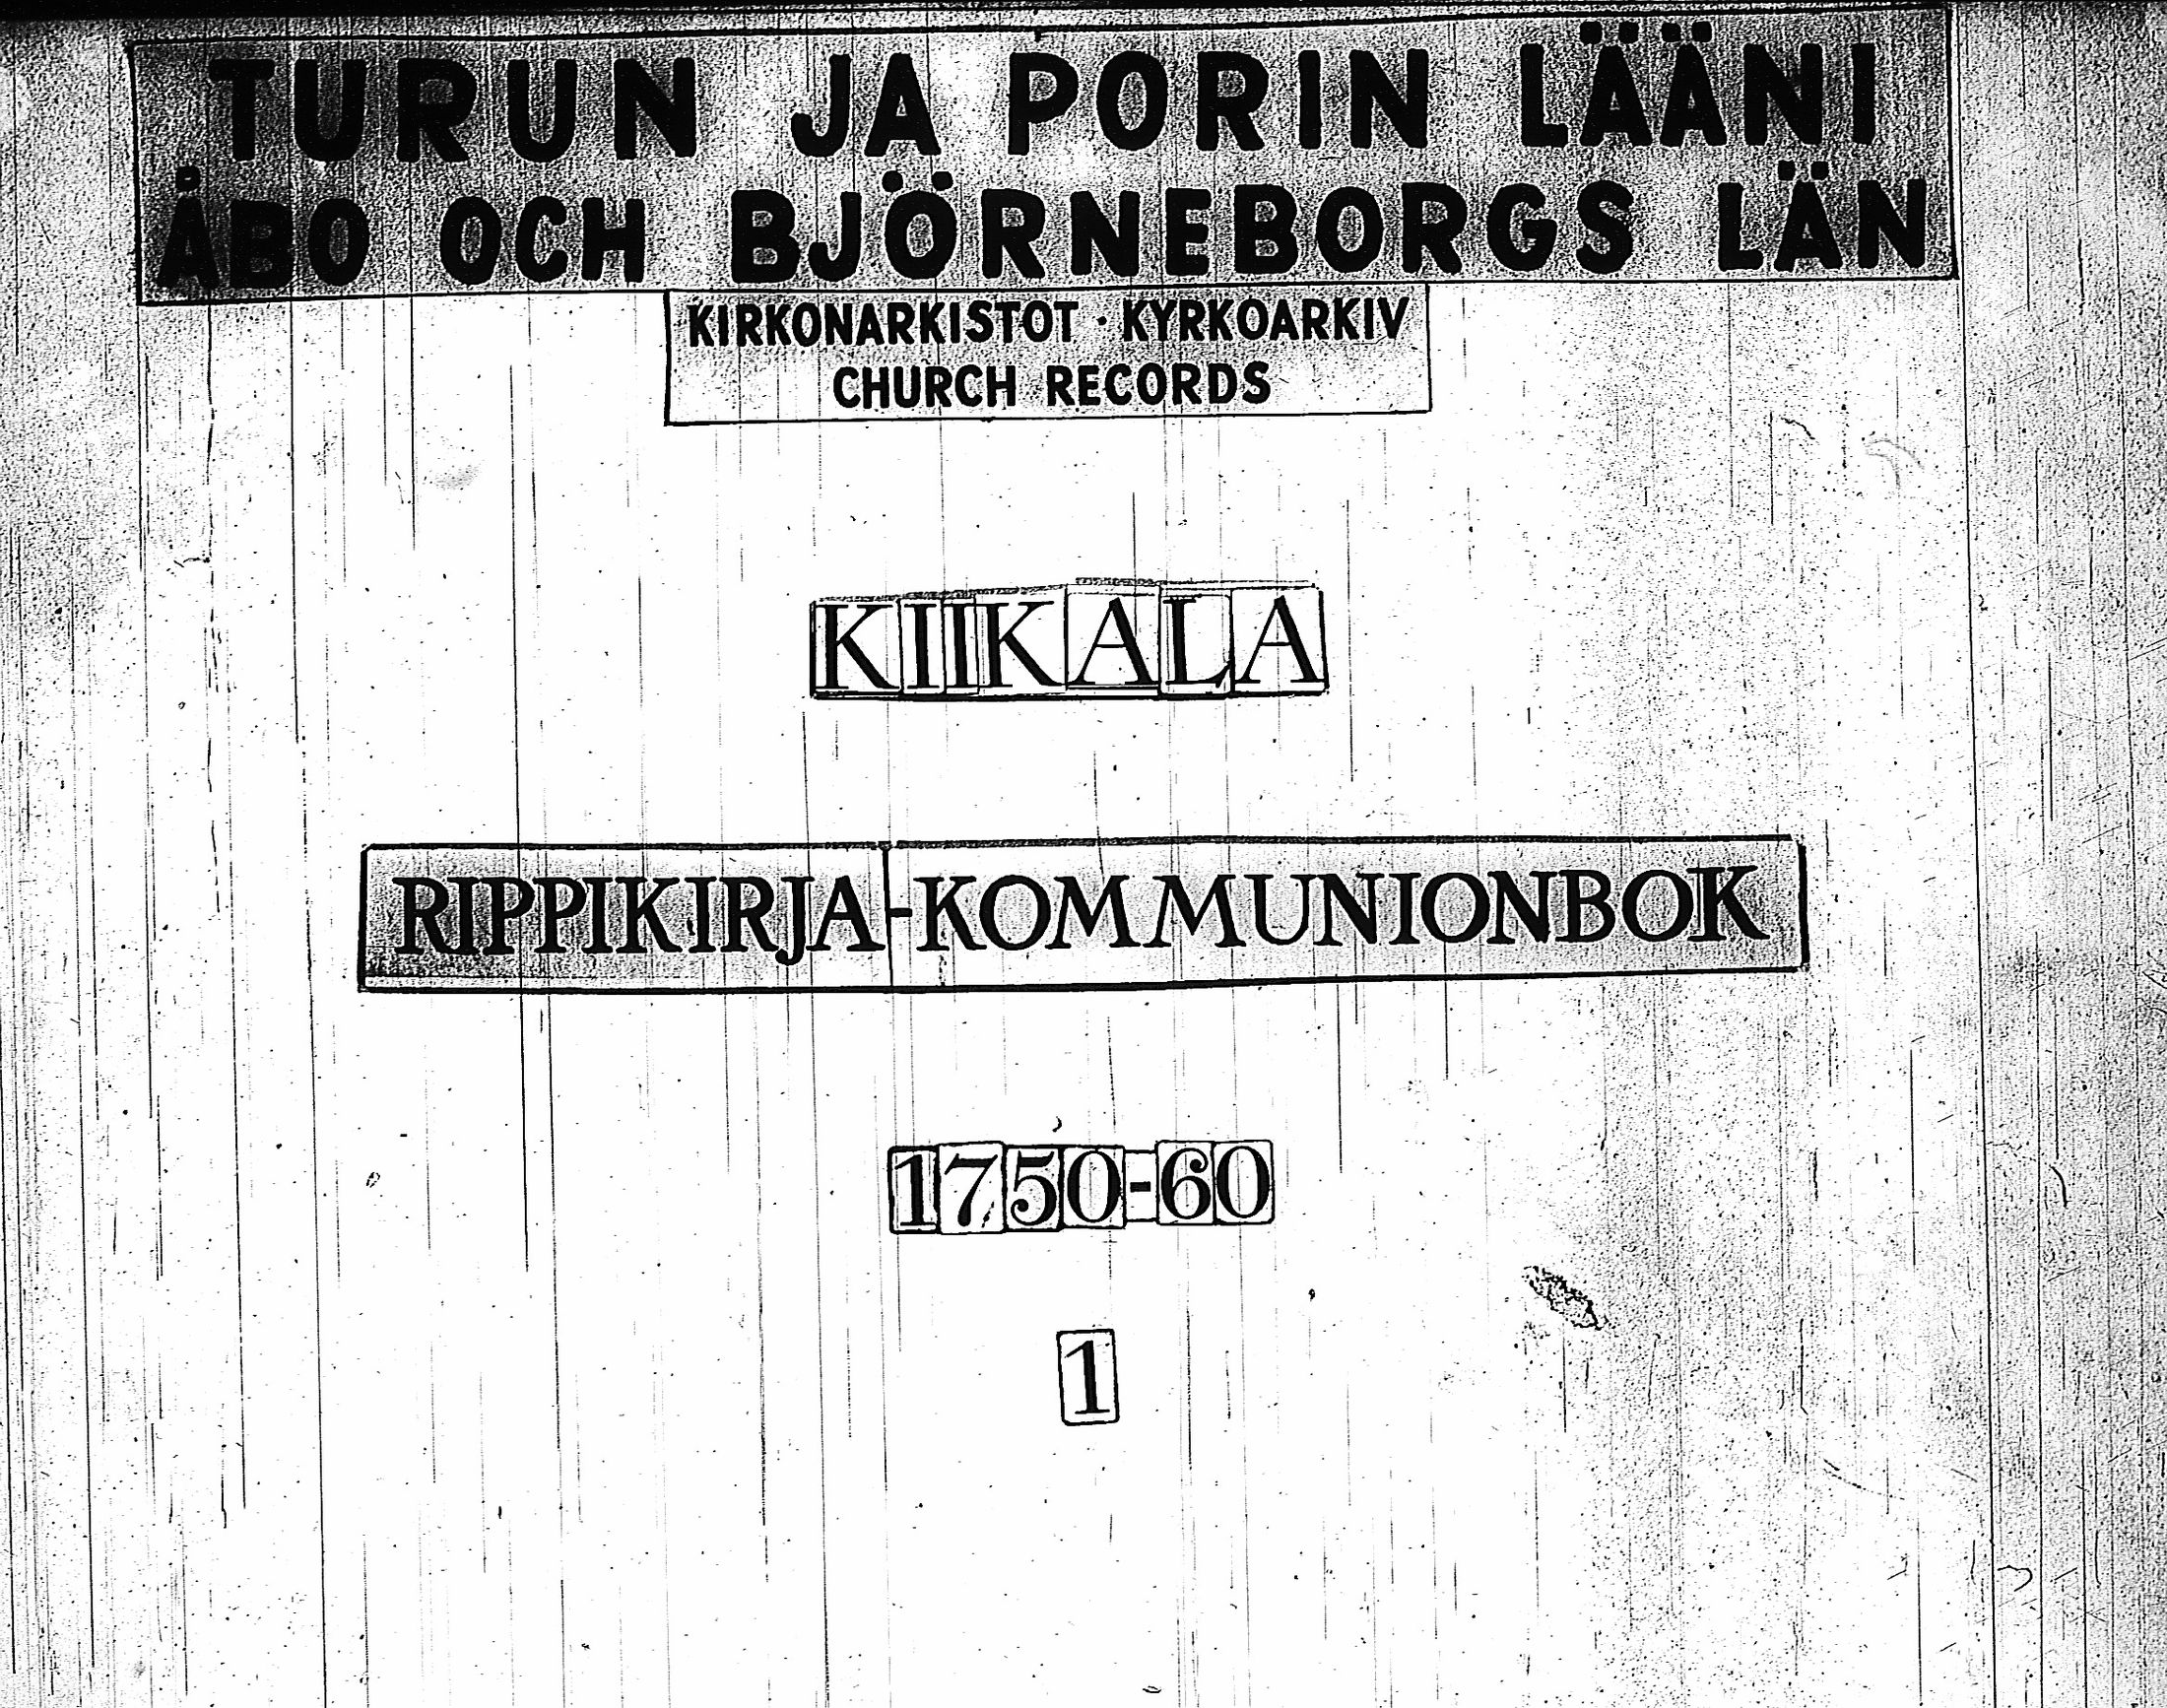 TURUN JA PORIN LÄÄNI
ÅBO OCH BJÖRNEBORGS LÄN
KIRKONARKISTOT · KYRKOARKIV
CHURCH RECORDS
KIIKALA
RIPPIKIRJA-KOMMUNIONBOK
1750-60
1